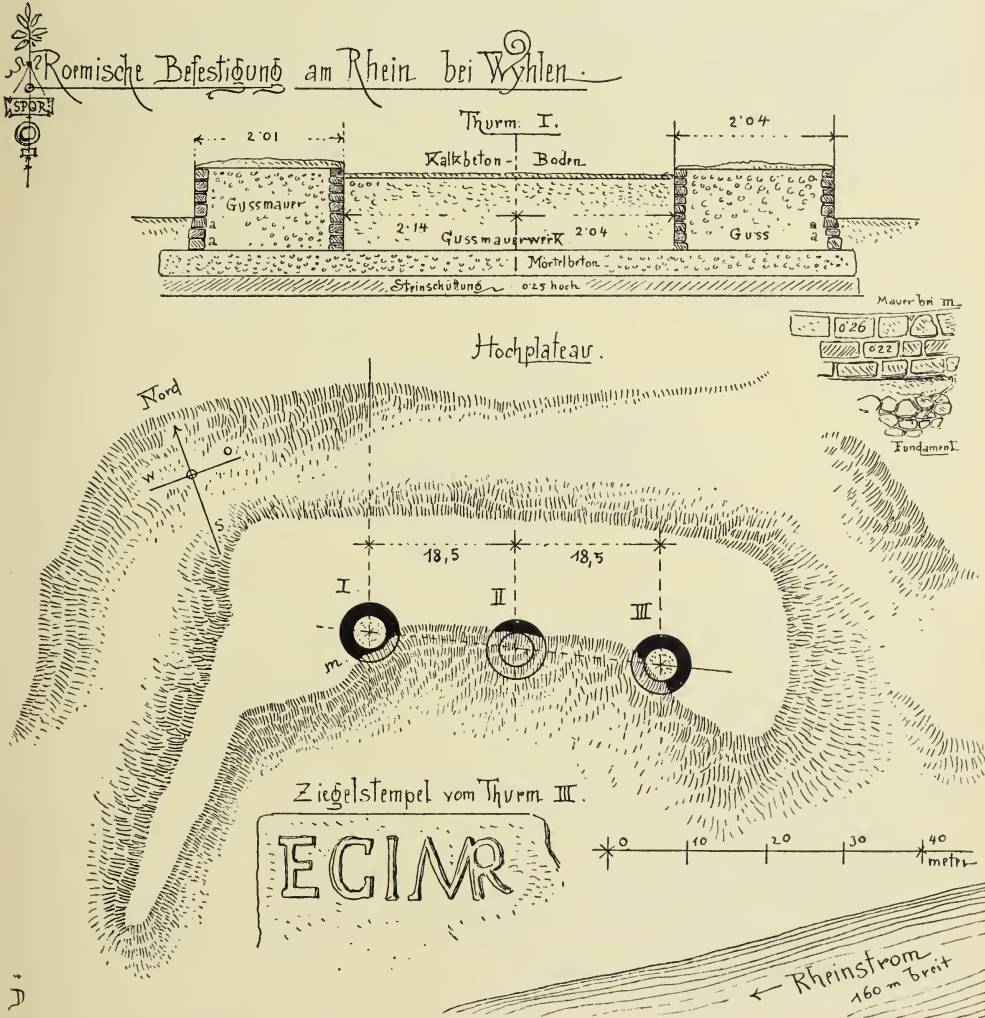 SPQR
Roemische Befestigung am Rhein bei Wyhlen.
Thurm: I.
2·01
2·04
Kalkbeton - Boden
Gussmauer
2·14
2·04
Gussmauerwerk
Guss
a
a
a
a
Mörtelbeton
Steinschüttung 0·25 hoch
Mauer bei m
0'26
0'22
Fundament
Hochplateau.
Nord
W
O
S
18,5
18,5
I
II
III
m
m
Ziegelstempel vom Thurm III.
ECIMR
0
10
20
30
40
meter
← Rheinstrom
160 m breit